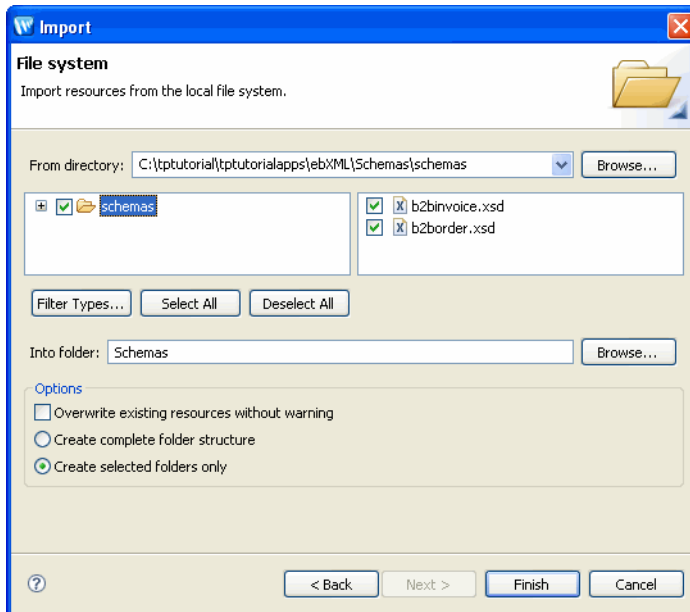 Import
File system
Import resources from the local file system.
From directory: C:\tptutorial\tptutorialapps\ebXML\Schemas\schemas Browse...
schemas
b2binvoice.xsd
b2border.xsd
Filter Types... Select All Deselect All
Into folder: Schemas Browse...
Options
Overwrite existing resources without warning
Create complete folder structure
Create selected folders only
? < Back Next > Finish Cancel